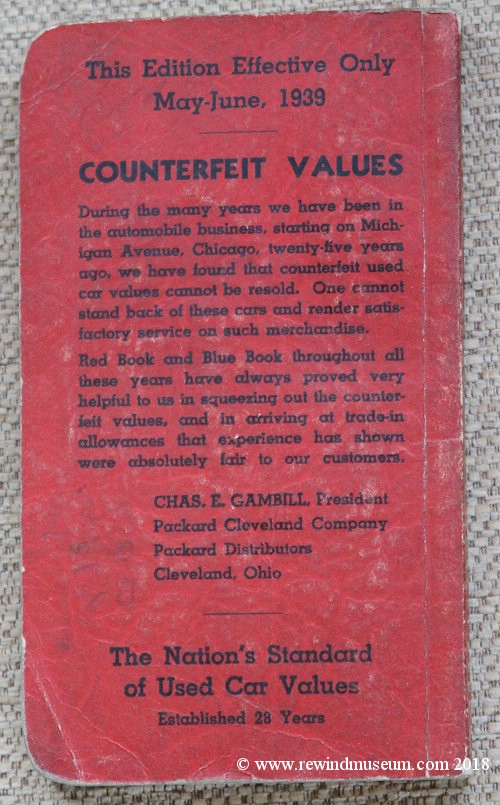 This Edition Effective Only
May-June, 1939
COUNTERFEIT VALUES
During the many years we have been in
the automobile business, starting on Mich-
igan Avenue, Chicago, twenty-five years
ago, we have found that counterfeit used
car values cannot be resold. One cannot
stand back of these cars and render satis-
factory service on such merchandise.
Red Book and Blue Book throughout all
these years have always proved very
helpful to us in squeezing out the counter-
feit values, and in arriving at trade-in
allowances that experience has shown
were absolutely fair to our customers.
CHAS. E. GAMBILL, President
Packard Cleveland Company
Packard Distributors
Cleveland, Ohio
The Nation's Standard
of Used Car Values
Established 28 Years
© www.rewindmuseum.com 2018